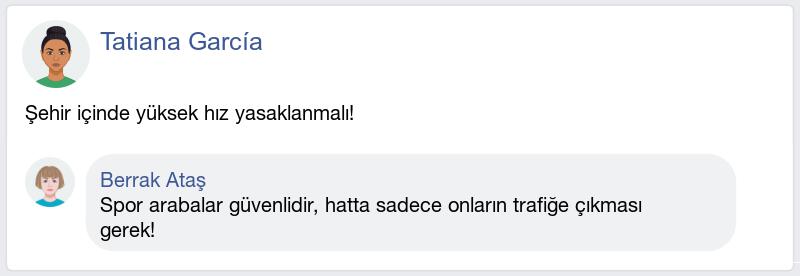 Tatiana García
Şehir içinde yüksek hız yasaklanmalı!
Berrak Ataş
Spor arabalar güvenlidir, hatta sadece onların trafiğe çıkması
gerek!